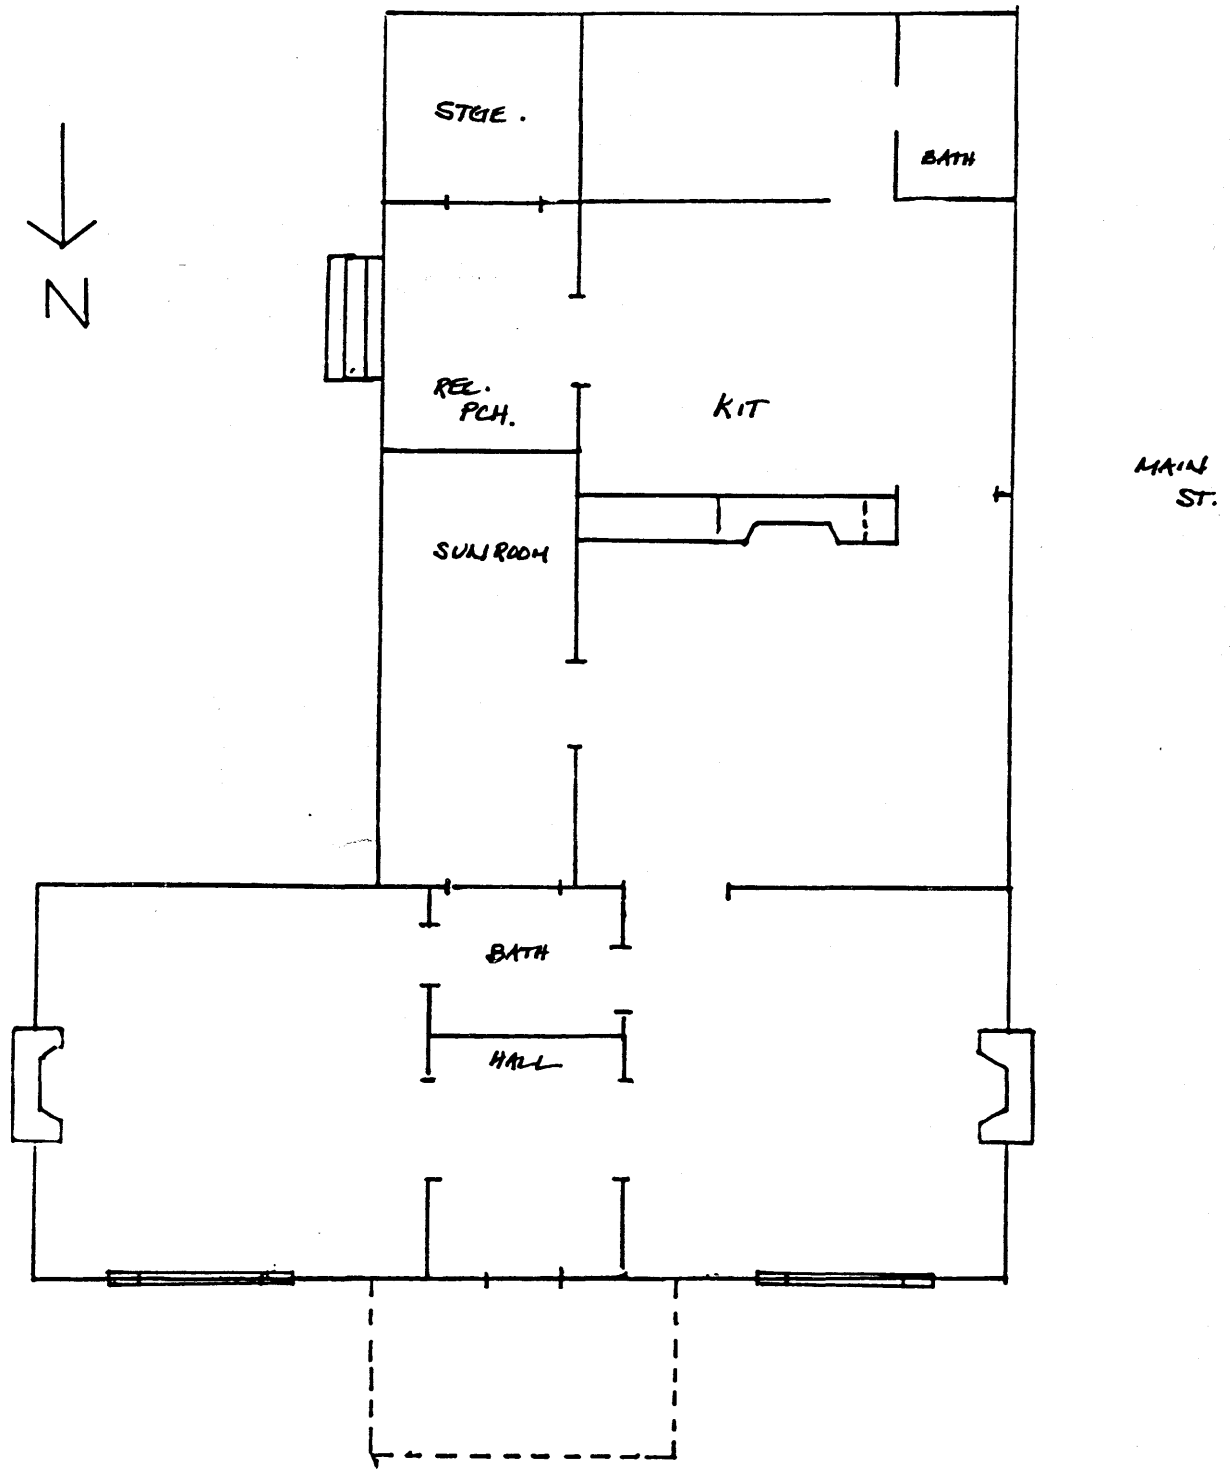 STGE.
BATH
N
REC.
PCH.
KIT
MAIN
ST.
SUNROOM
BATH
HALL